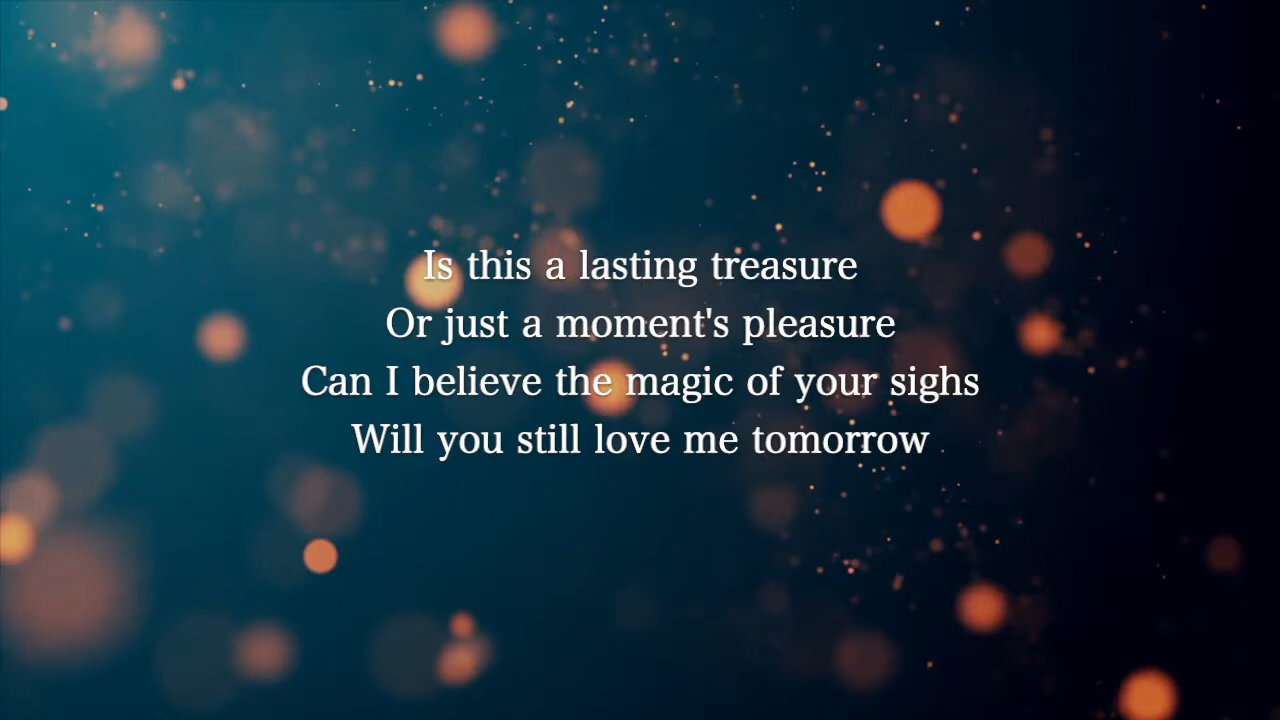 Is this a lasting treasure
Or just a moment's pleasure
Can I believe the magic of your sighs
Will you still love me tomorrow